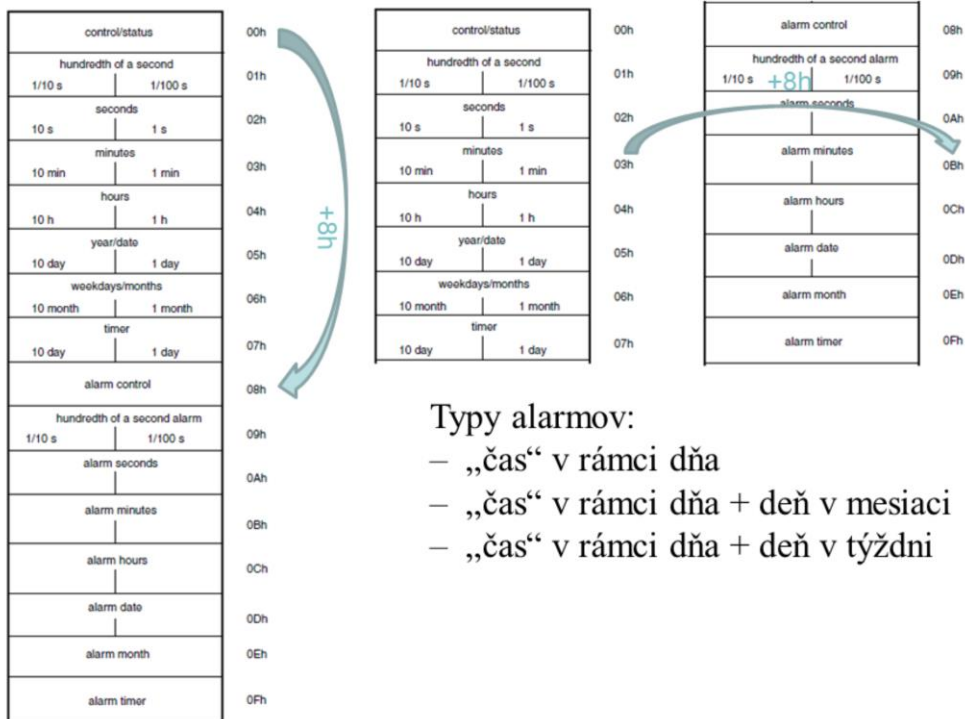 control/status 00h
hundredth of a second
1/10 s 1/100 s 01h
seconds
10 s 1 s 02h
minutes
10 min 1 min 03h
hours
10 h 1 h 04h
year/date
10 day 1 day 05h
weekdays/months
10 month 1 month 06h
timer
10 day 1 day 07h
alarm control 08h
hundredth of a second alarm
1/10 s 1/100 s 09h
alarm seconds 0Ah
alarm minutes 0Bh
alarm hours 0Ch
alarm date 0Dh
alarm month 0Eh
alarm timer 0Fh
+8h
control/status 00h
hundredth of a second
1/10 s 1/100 s 01h
seconds
10 s 1 s 02h
minutes
10 min 1 min 03h
hours
10 h 1 h 04h
year/date
10 day 1 day 05h
weekdays/months
10 month 1 month 06h
timer
10 day 1 day 07h
alarm control 08h
hundredth of a second alarm
1/10 s 1/100 s 09h
+8h
alarm seconds 0Ah
alarm minutes 0Bh
alarm hours 0Ch
alarm date 0Dh
alarm month 0Eh
alarm timer 0Fh
Typy alarmov:
– „čas“ v rámci dňa
– „čas“ v rámci dňa + deň v mesiaci
– „čas“ v rámci dňa + deň v týždni